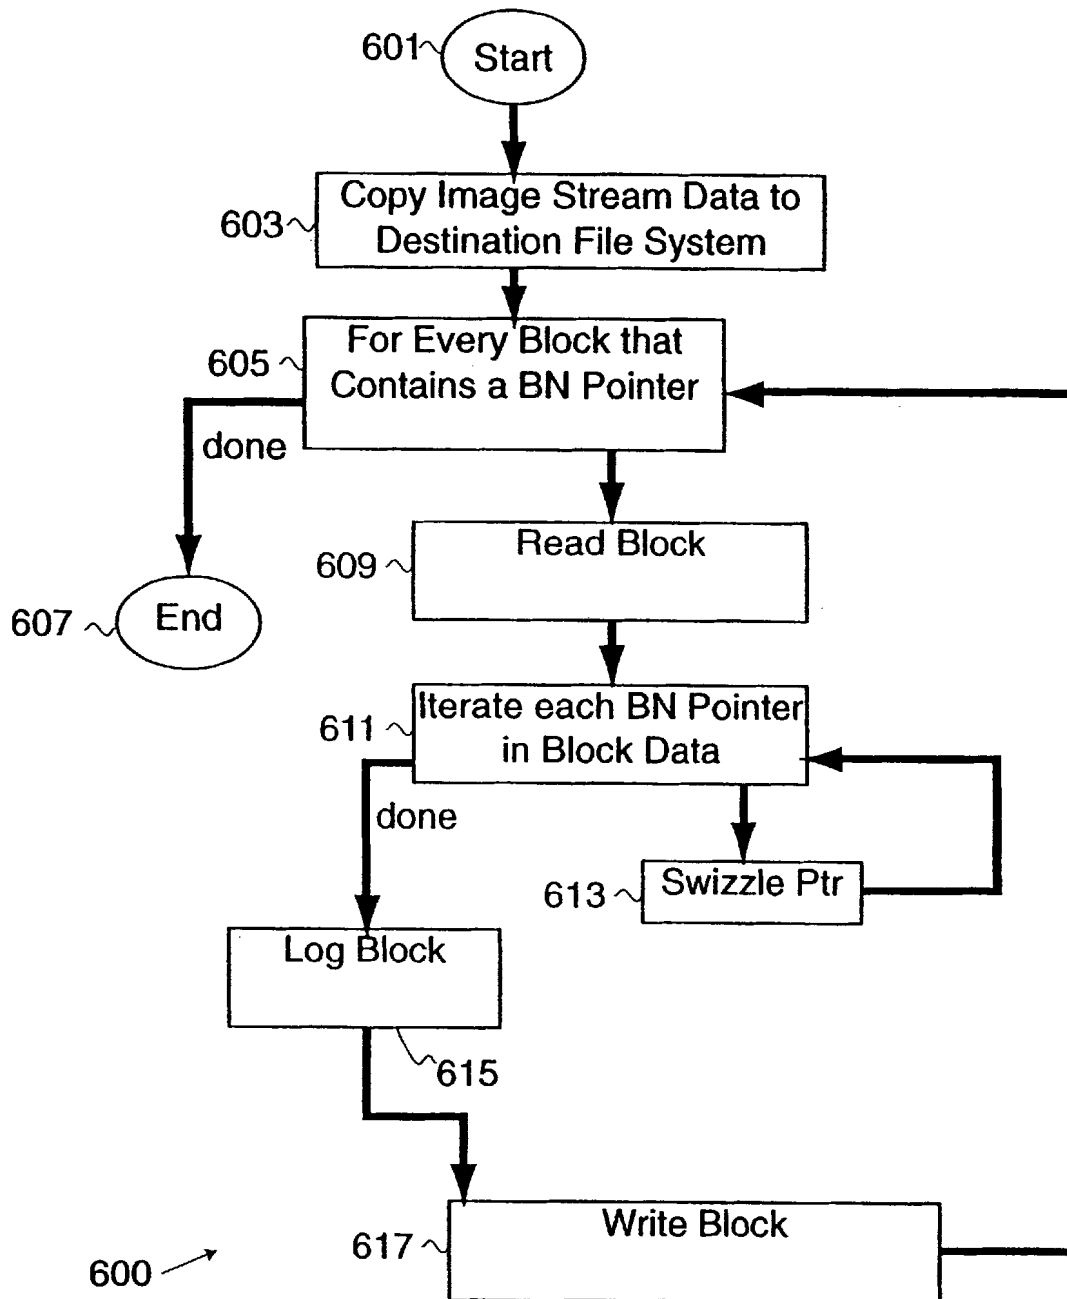 601
Start
603
Copy Image Stream Data to
Destination File System
605
For Every Block that
Contains a BN Pointer
done
609
Read Block
607
End
611
Iterate each BN Pointer
in Block Data
done
613
Swizzle Ptr
Log Block
615
617
Write Block
600